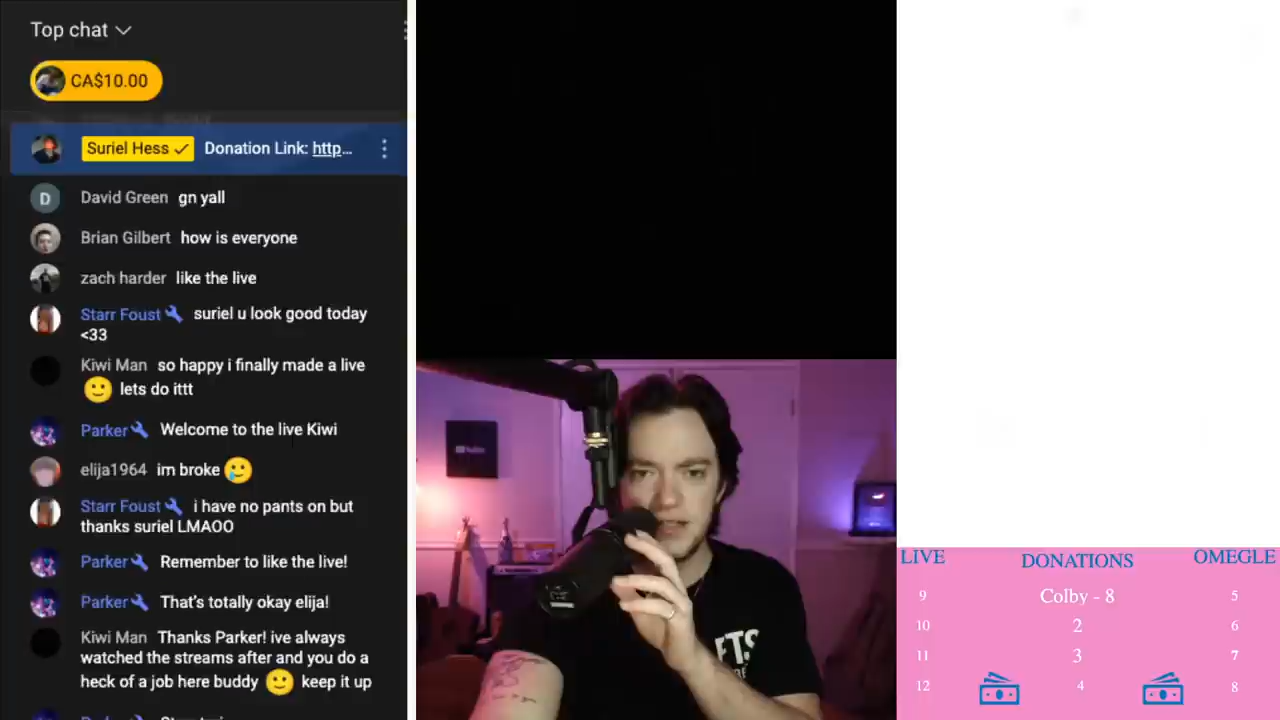 Top chat
CA$10.00
Suriel Hess Donation Link: http...
David Green gn yall
Brian Gilbert how is everyone
zach harder like the live
Starr Foust suriel u look good today
<33
Kiwi Man so happy i finally made a live
🙂 lets do ittt
Parker Welcome to the live Kiwi
elija1964 im broke 🥲
Starr Foust i have no pants on but
thanks suriel LMAOO
Parker Remember to like the live!
Parker That's totally okay elija!
Kiwi Man Thanks Parker! ive always
watched the streams after and you do a
heck of a job here buddy 🙂 keep it up
LIVE DONATIONS OMEGLE
9 Colby - 8 5
10 2 6
11 3 7
12 4 8